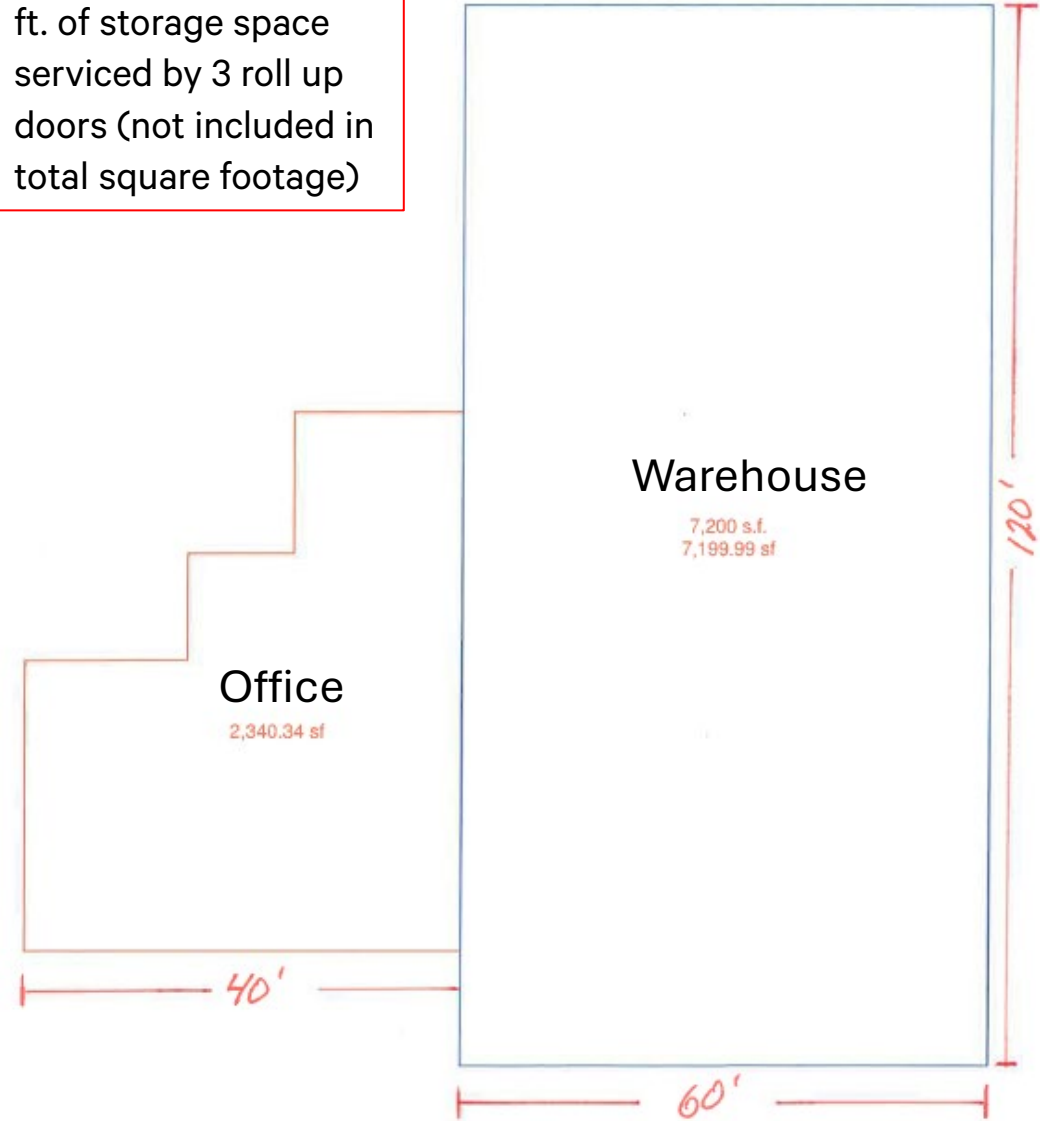 ft. of storage space
serviced by 3 roll up
doors (not included in
total square footage)
Warehouse
7,200 s.f.
7,199.99 sf
120'
Office
2,340.34 sf
40'
60'